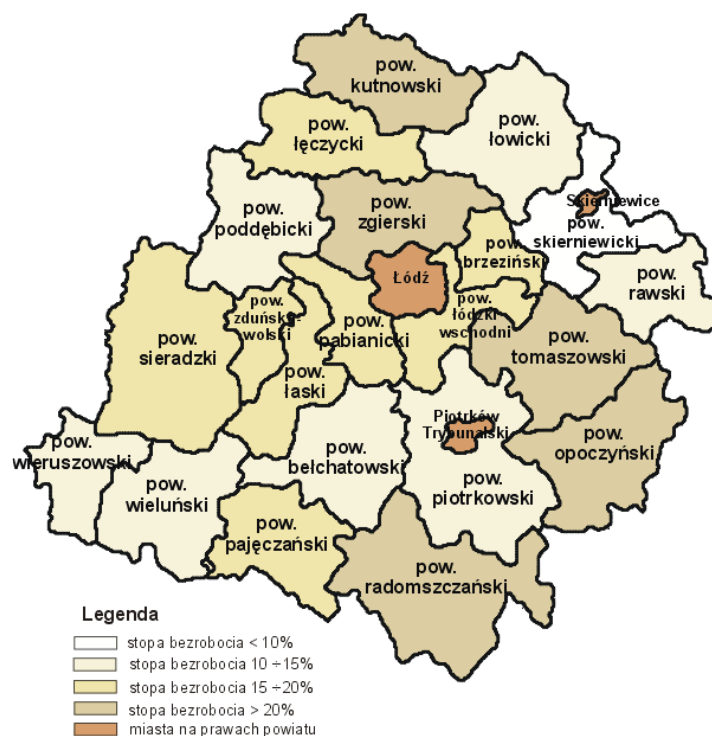 pow.
kutnowski
pow.
łowicki
pow.
łęczycki
Skierniewice
pow.
skierniewicki
pow.
poddębicki
pow.
zgierski
pow.
brzeziński
pow.
rawski
Łódź
pow.
zduńsko-
wolski
pow.
łódzki
wschodni
pow.
pabianicki
pow.
sieradzki
pow.
tomaszowski
pow.
łaski
Piotrków
Trybunalski
pow.
wieruszowski
pow.
bełchatowski
pow.
opoczyński
pow.
wieluński
pow.
piotrkowski
pow.
pajęczański
pow.
radomszczański
Legenda
stopa bezrobocia < 10%
stopa bezrobocia 10 ÷15%
stopa bezrobocia 15 ÷20%
stopa bezrobocia > 20%
miasta na prawach powiatu